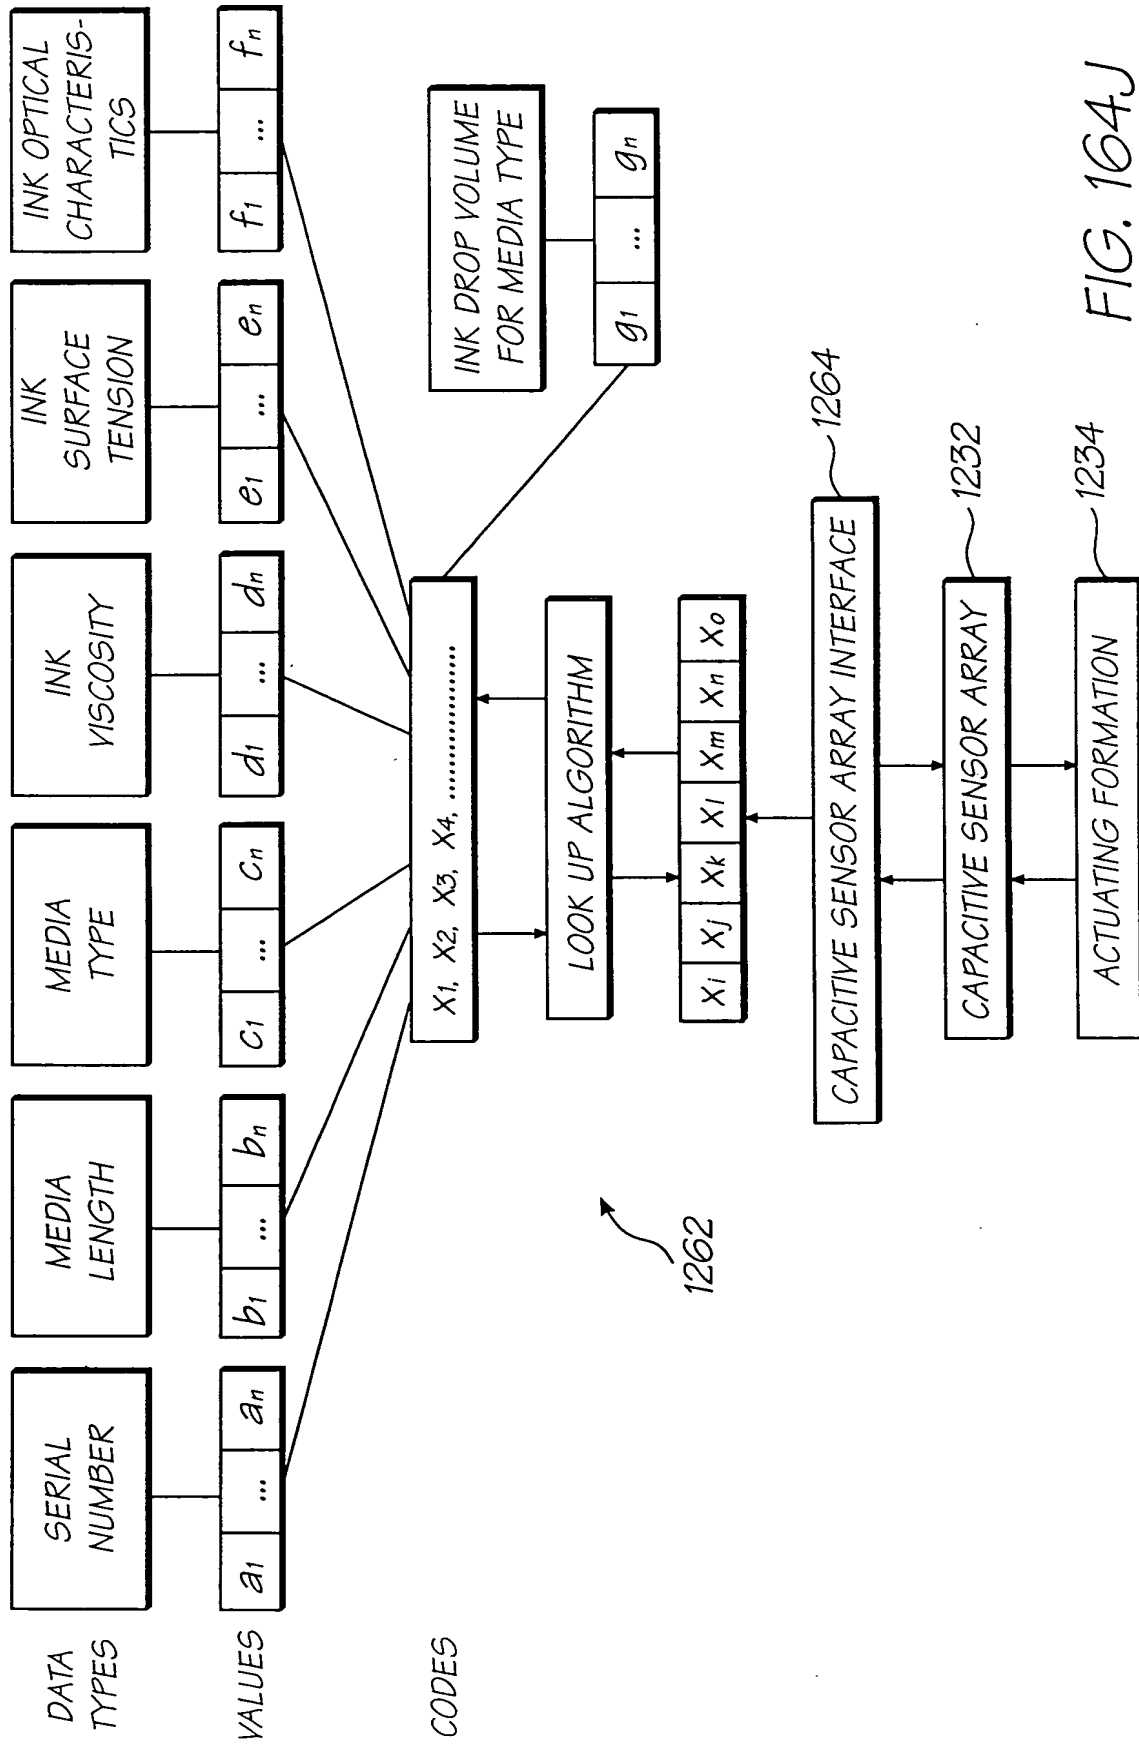 DATA
TYPES
SERIAL
NUMBER
MEDIA
LENGTH
MEDIA
TYPE
INK
VISCOSITY
INK
SURFACE
TENSION
INK OPTICAL
CHARACTERIS-
TICS
VALUES
a1 ... an
b1 ... bn
c1 ... cn
d1 ... dn
e1 ... en
f1 ... fn
CODES
X1, X2, X3, X4, ......................
INK DROP VOLUME
FOR MEDIA TYPE
g1 ... gn
LOOK UP ALGORITHM
Xi Xj Xk Xl Xm Xn Xo
1262
CAPACITIVE SENSOR ARRAY INTERFACE
1264
CAPACITIVE SENSOR ARRAY
1232
ACTUATING FORMATION
1234
FIG. 164J